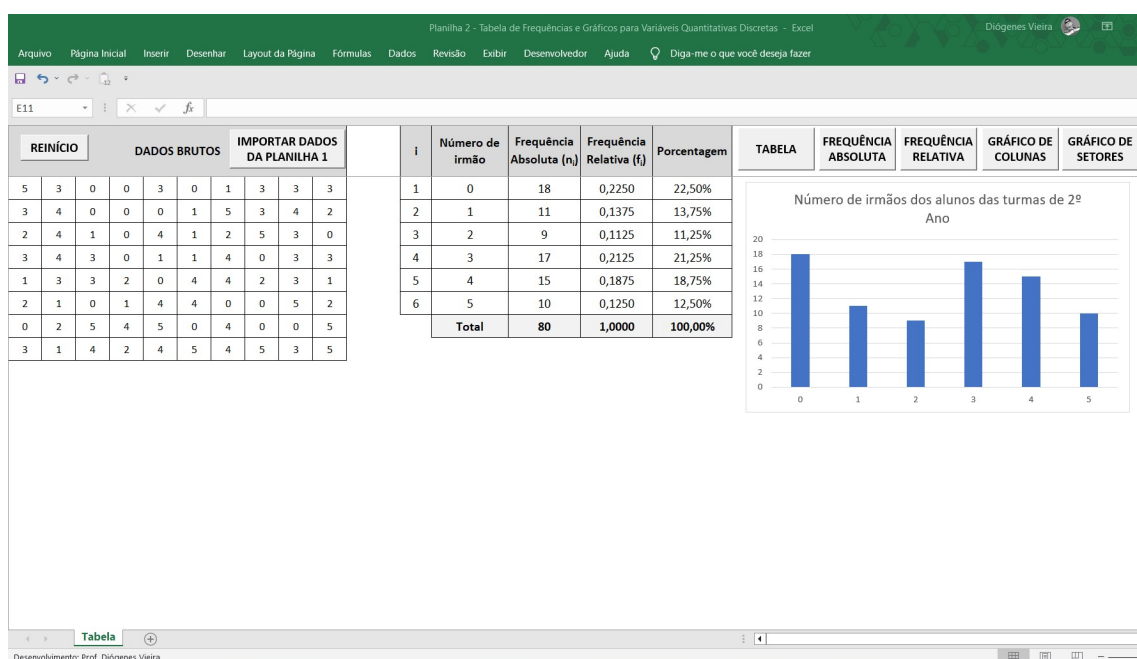 Planilha 2 - Tabela de Frequências e Gráficos para Variáveis Quantitativas Discretas - Excel
Diógenes Vieira
Arquivo Página Inicial Inserir Desenhar Layout da Página Fórmulas Dados Revisão Exibir Desenvolvedor Ajuda Diga-me o que você deseja fazer
E11 fx
REINÍCIO
DADOS BRUTOS
IMPORTAR DADOS
DA PLANILHA 1
5 3 0 0 3 0 1 3 3 3
3 4 0 0 0 1 5 3 4 2
2 4 1 0 4 1 2 5 3 0
3 4 3 0 1 1 4 0 3 3
1 3 3 2 0 4 4 2 3 1
2 1 0 1 4 4 0 0 5 2
0 2 5 4 5 0 4 0 0 5
3 1 4 2 4 5 4 5 3 5
i Número de irmão Frequência Absoluta (ni) Frequência Relativa (fi) Porcentagem
1 0 18 0,2250 22,50%
2 1 11 0,1375 13,75%
3 2 9 0,1125 11,25%
4 3 17 0,2125 21,25%
5 4 15 0,1875 18,75%
6 5 10 0,1250 12,50%
Total 80 1,0000 100,00%
TABELA
FREQUÊNCIA
ABSOLUTA
FREQUÊNCIA
RELATIVA
GRÁFICO DE
COLUNAS
GRÁFICO DE
SETORES
Número de irmãos dos alunos das turmas de 2º
Ano
20
18
16
14
12
10
8
6
4
2
0
0 1 2 3 4 5
Tabela
Desenvolvimento: Prof. Diógenes Vieira